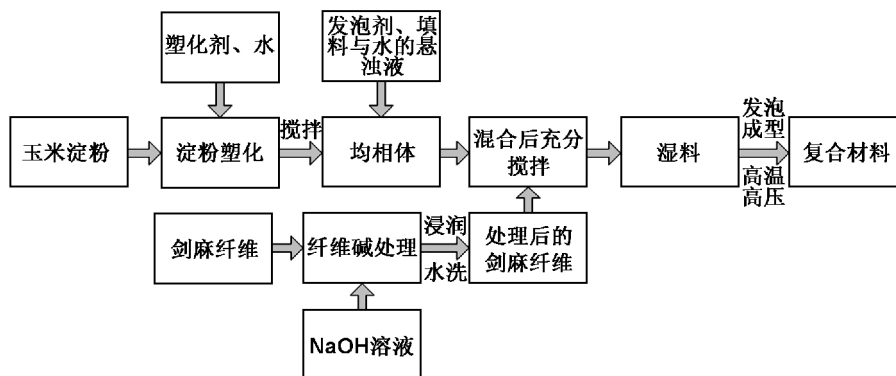 塑化剂、水
发泡剂、填
料与水的悬
浊液
玉米淀粉
淀粉塑化
搅拌
均相体
混合后充分
搅拌
湿料
发泡
成型
高温
高压
复合材料
剑麻纤维
纤维碱处理
浸润
水洗
处理后的
剑麻纤维
NaOH溶液